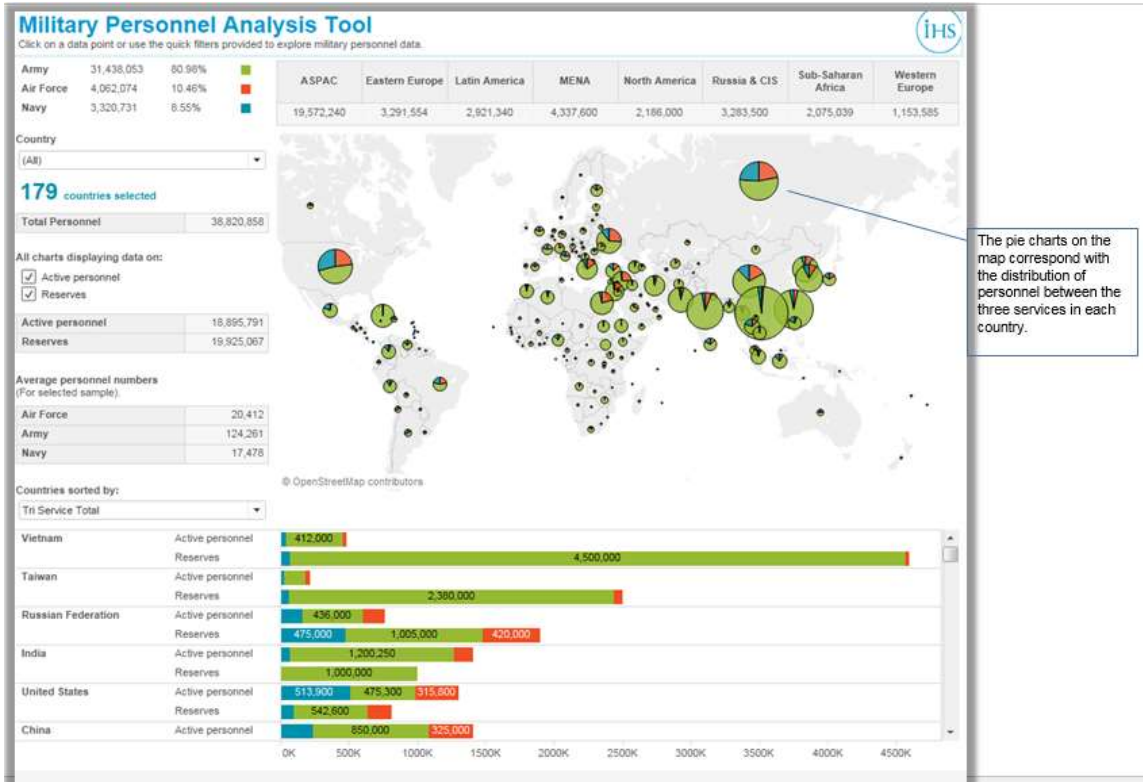 Military Personnel Analysis Tool
Click on a data point or use the quick filters provided to explore military personnel data.
IHS
Army 31,438,053 80.98%
Air Force 4,062,074 10.46%
Navy 3,320,731 8.55%
ASPAC Eastern Europe Latin America MENA North America Russia & CIS Sub-Saharan Africa Western Europe
19,572,240 3,291,554 2,921,340 4,337,600 2,186,000 3,283,500 2,075,039 1,153,585
Country
(All)
179 countries selected
Total Personnel 38,820,858
All charts displaying data on:
Active personnel
Reserves
Active personnel 18,895,791
Reserves 19,925,067
Average personnel numbers
(For selected sample).
Air Force 20,412
Army 124,261
Navy 17,478
Countries sorted by:
Tri Service Total
© OpenStreetMap contributors
The pie charts on the
map correspond with
the distribution of
personnel between the
three services in each
country.
Vietnam Active personnel 412,000
Reserves 4,500,000
Taiwan Active personnel
Reserves 2,380,000
Russian Federation Active personnel 436,000
Reserves 475,000 1,005,000 420,000
India Active personnel 1,200,250
Reserves 1,000,000
United States Active personnel 513,900 475,300 315,800
Reserves 542,600
China Active personnel 850,000 325,000
0K 500K 1000K 1500K 2000K 2500K 3000K 3500K 4000K 4500K